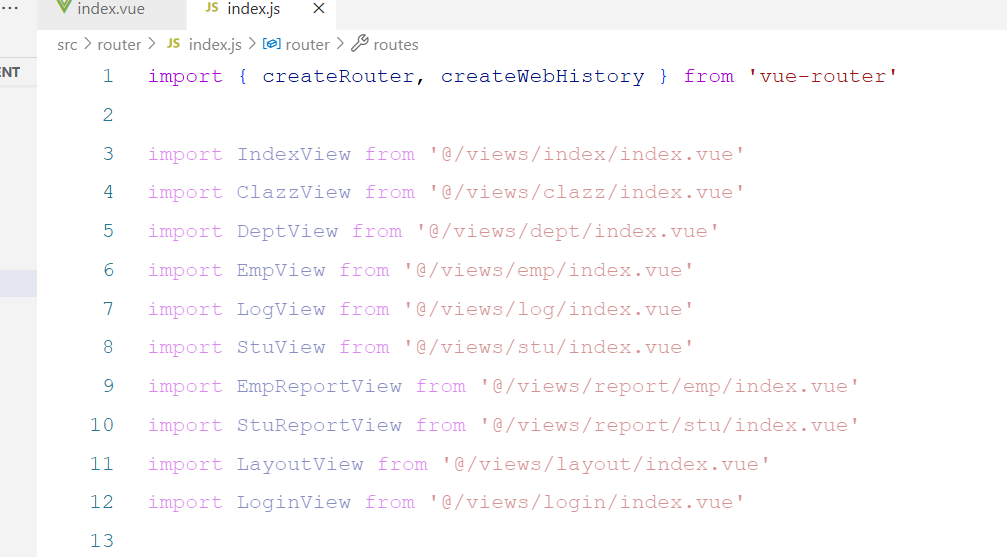 ... index.vue JS index.js ×
src > router > JS index.js > router > routes
ENT
1 import { createRouter, createWebHistory } from 'vue-router'
2
3 import IndexView from '@/views/index/index.vue'
4 import ClazzView from '@/views/clazz/index.vue'
5 import DeptView from '@/views/dept/index.vue'
6 import EmpView from '@/views/emp/index.vue'
7 import LogView from '@/views/log/index.vue'
8 import StuView from '@/views/stu/index.vue'
9 import EmpReportView from '@/views/report/emp/index.vue'
10 import StuReportView from '@/views/report/stu/index.vue'
11 import LayoutView from '@/views/layout/index.vue'
12 import LoginView from '@/views/login/index.vue'
13